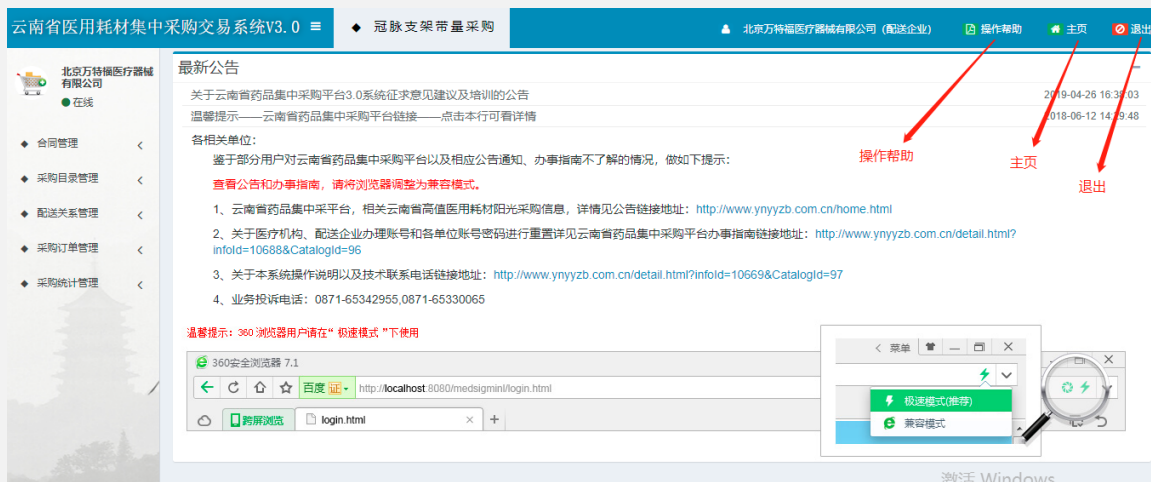 云南省医用耗材集中采购交易系统V3.0
冠脉支架带量采购
北京万特福医疗器械有限公司（配送企业）
操作帮助
主页
退出
北京万特福医疗器械
有限公司
在线
合同管理
采购目录管理
配送关系管理
采购订单管理
采购统计管理
最新公告
关于云南省药品集中采购平台3.0系统征求意见建议及培训的公告
2019-04-26 16:38:03
温馨提示——云南省药品集中采购平台链接——点击本行可看详情
2018-06-12 14:29:48
各相关单位：
鉴于部分用户对云南省药品集中采购平台以及相应公告通知、办事指南不了解的情况，做如下提示：
查看公告和办事指南，请将浏览器调整为兼容模式。
1、云南省药品集中采平台，相关云南省高值医用耗材阳光采购信息，详情见公告链接地址：http://www.ynyyzb.com.cn/home.html
2、关于医疗机构、配送企业办理账号和各单位账号密码进行重置详见云南省药品集中采购平台办事指南链接地址：http://www.ynyyzb.com.cn/detail.html?
infoId=10688&CatalogId=96
3、关于本系统操作说明以及技术联系电话链接地址：http://www.ynyyzb.com.cn/detail.html?infoId=10669&CatalogId=97
4、业务投诉电话：0871-65342955,0871-65330065
操作帮助
主页
退出
温馨提示：360 浏览器用户请在“ 极速模式 ”下使用
360安全浏览器 7.1
百度 证
http://localhost:8080/medsigminl/login.html
跨屏浏览
login.html
菜单
极速模式(推荐)
兼容模式
激活 Windows